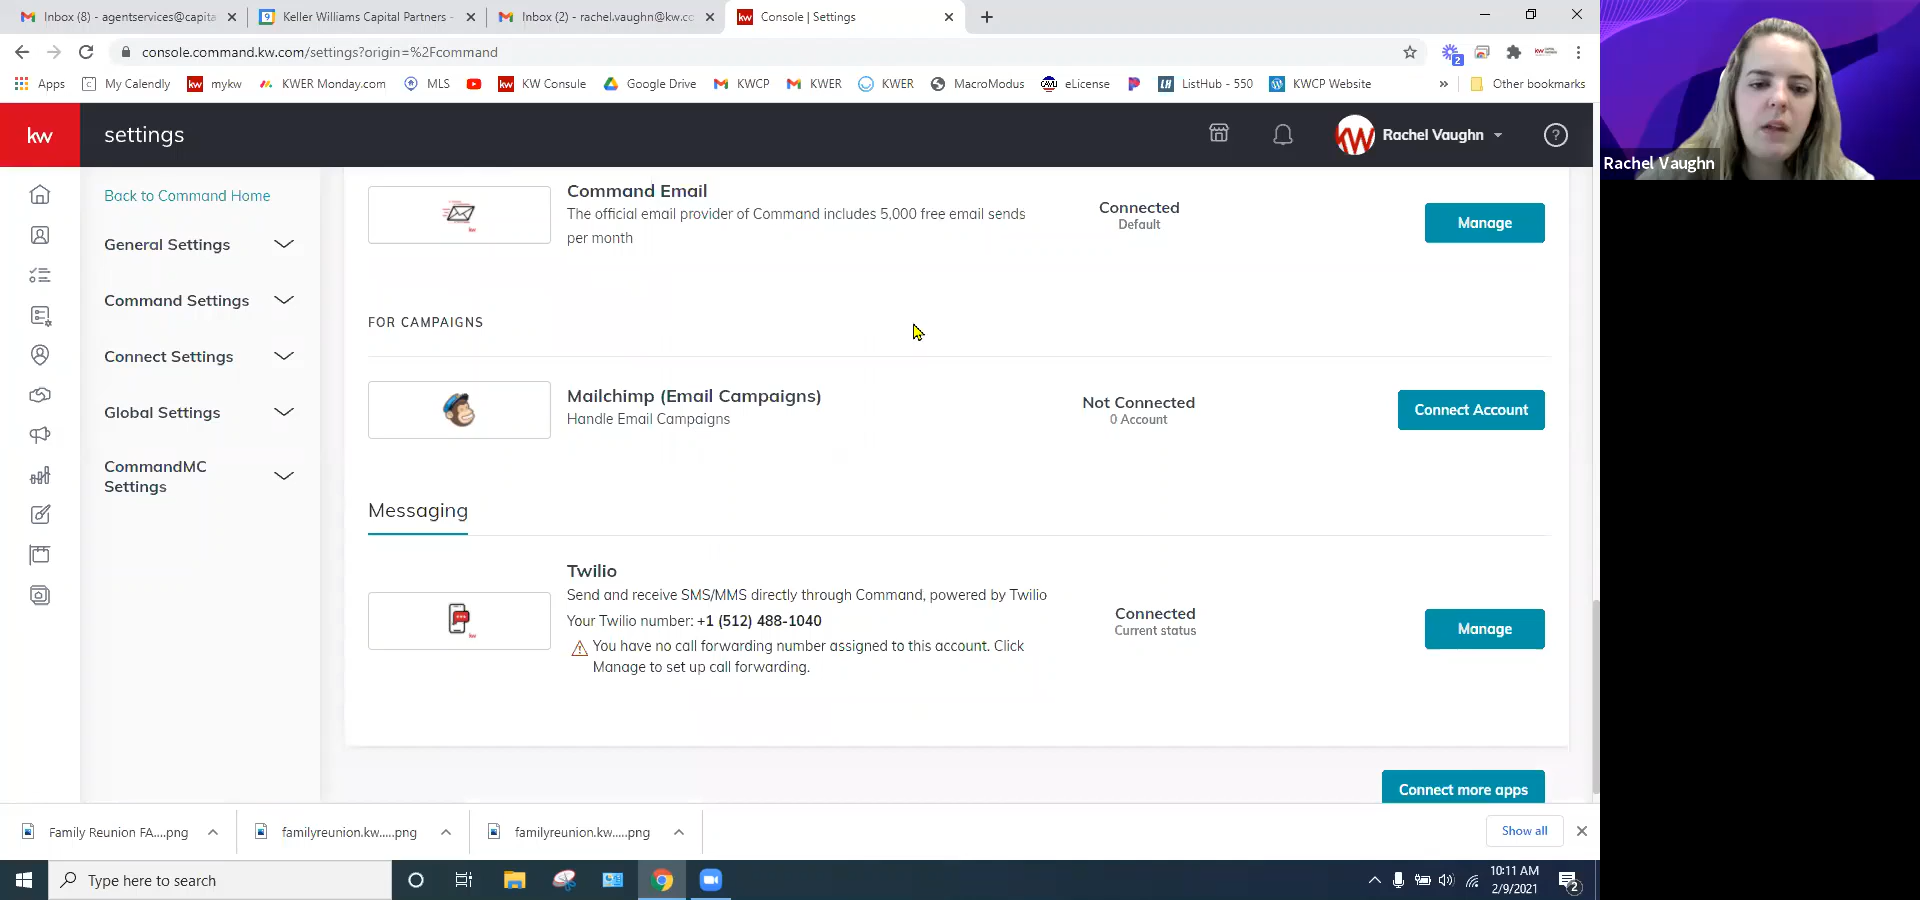 Inbox (8) - agentservices@capita
Keller Williams Capital Partners -
Inbox (2) - rachel.vaughn@kw.cc
Console | Settings
console.command.kw.com/settings?origin=%2Fcommand
2
Apps
My Calendly
mykw
KWER Monday.com
MLS
KW Consule
Google Drive
KWCP
KWER
KWER
MacroModus
eLicense
ListHub - 550
KWCP Website
Other bookmarks
kw
settings
KW
Rachel Vaughn
Rachel Vaughn
Back to Command Home
General Settings
Command Settings
Connect Settings
Global Settings
CommandMC
Settings
Command Email
The official email provider of Command includes 5,000 free email sends
per month
Connected
Default
Manage
FOR CAMPAIGNS
Mailchimp (Email Campaigns)
Handle Email Campaigns
Not Connected
0 Account
Connect Account
Messaging
Twilio
Send and receive SMS/MMS directly through Command, powered by Twilio
Your Twilio number: +1 (512) 488-1040
You have no call forwarding number assigned to this account. Click
Manage to set up call forwarding.
Connected
Current status
Manage
Connect more apps
Family Reunion FA....png
familyreunion.kw.....png
familyreunion.kw.....png
Show all
Type here to search
10:11 AM
2/9/2021
2